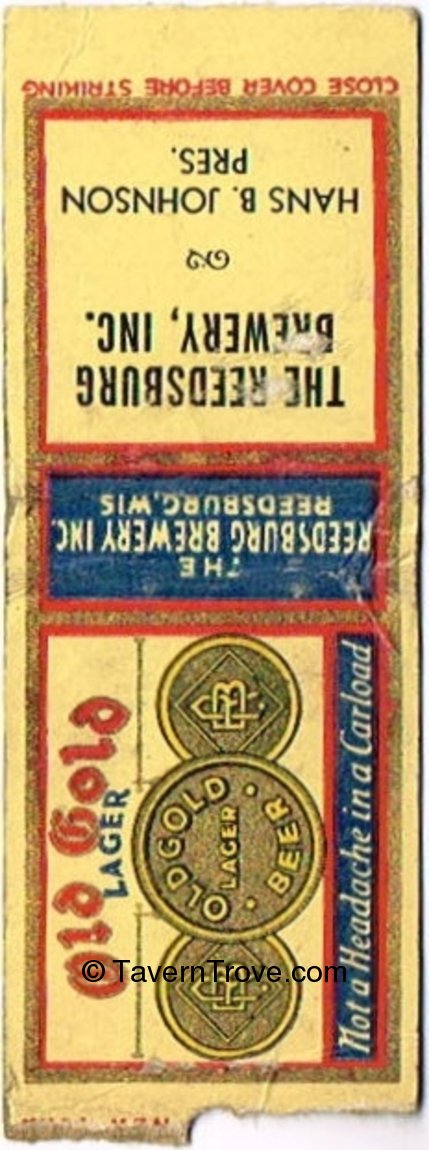 CLOSE COVER BEFORE STRIKING
THE REEDSBURG
BREWERY, INC.
HANS B. JOHNSON
PRES.
THE
REEDSBURG BREWERY INC.
REEDSBURG, WIS
Old Gold
LAGER
OLD GOLD
LAGER
BEER
Not a Headache in a Carload
© TavernTrove.com